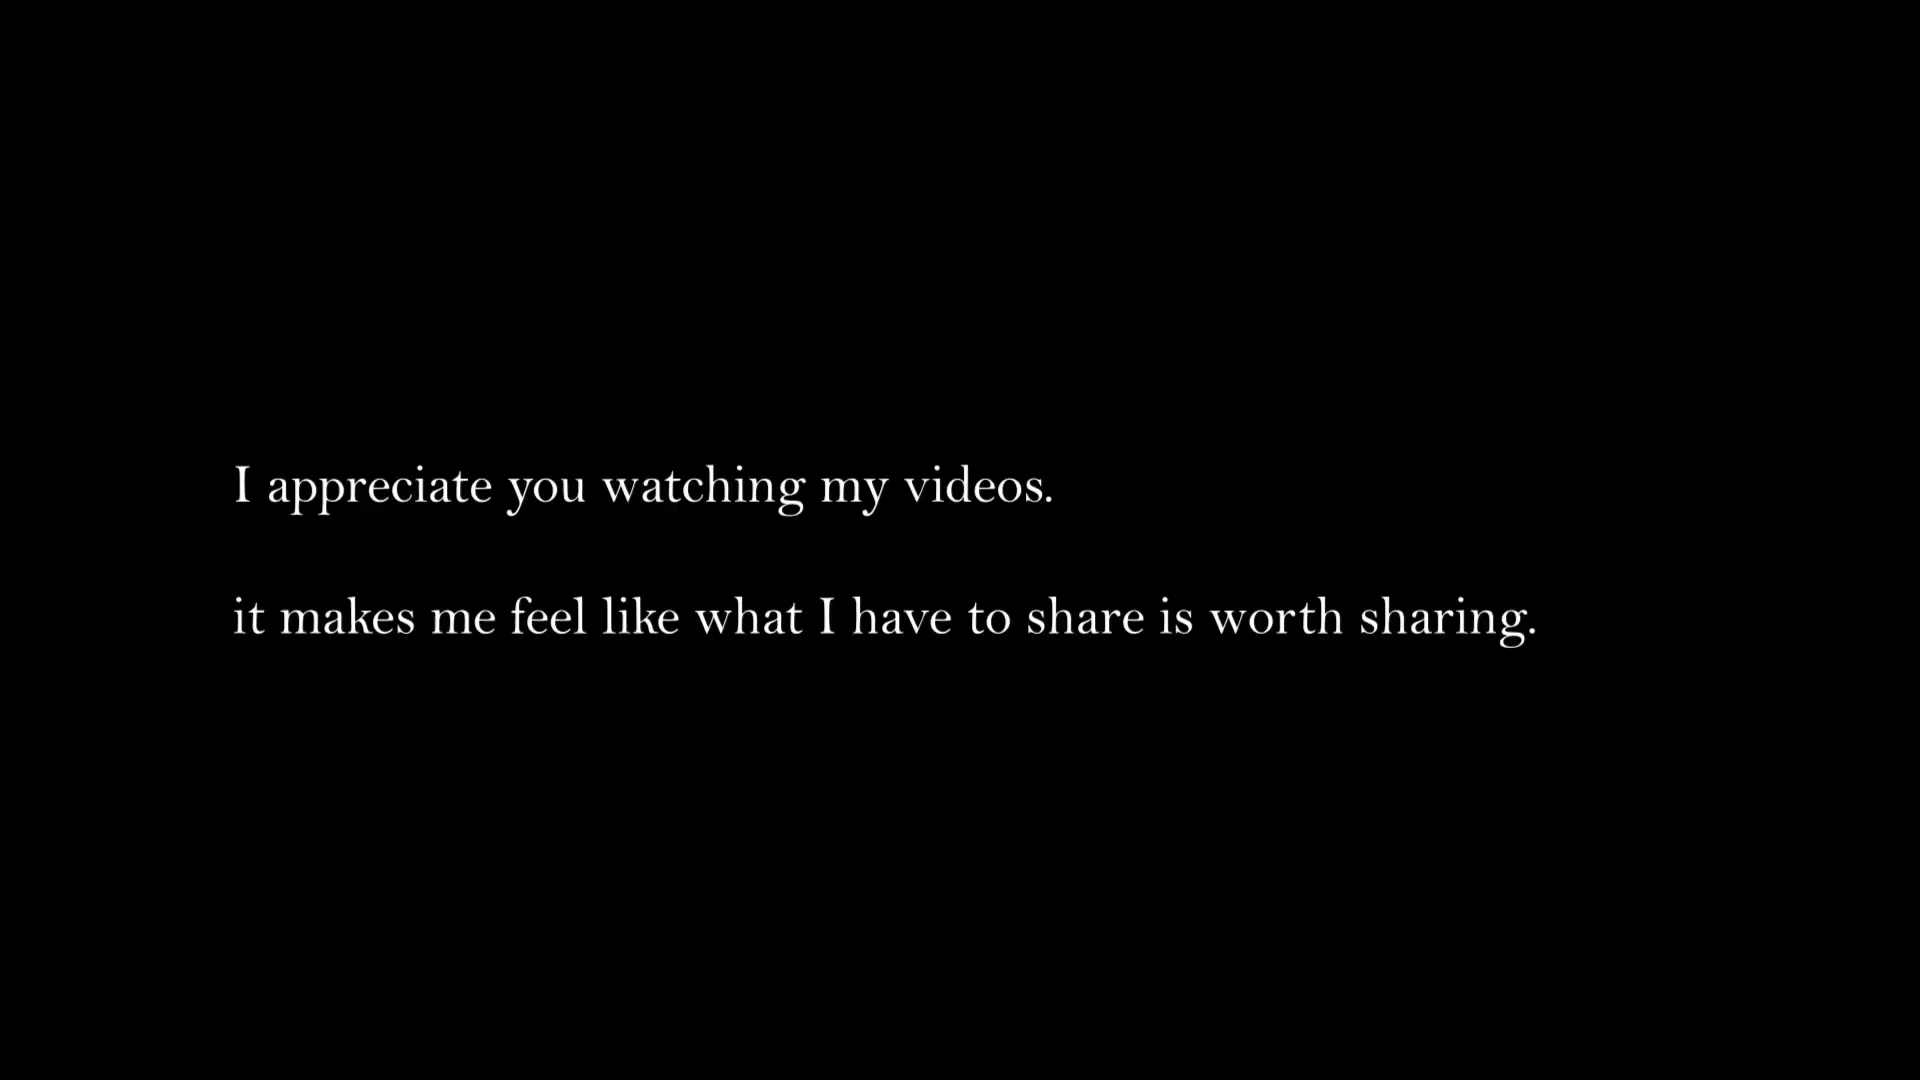 I appreciate you watching my videos.
it makes me feel like what I have to share is worth sharing.